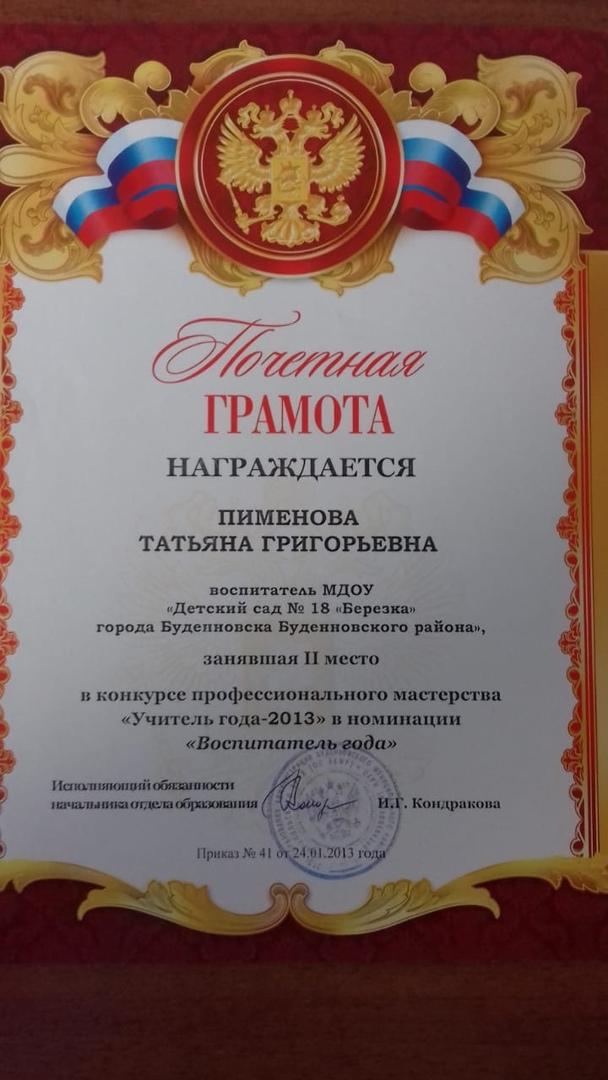 Почетная
ГРАМОТА
НАГРАЖДАЕТСЯ
ПИМЕНОВА
ТАТЬЯНА ГРИГОРЬЕВНА
воспитатель МДОУ
«Детский сад № 18 «Березка»
города Буденновска Буденновского района»,
занявшая II место
в конкурсе профессионального мастерства
«Учитель года-2013» в номинации
«Воспитатель года»
Исполняющий обязанности
начальника отдела образования И.Г. Кондракова
Приказ № 41 от 24.01.2013 года